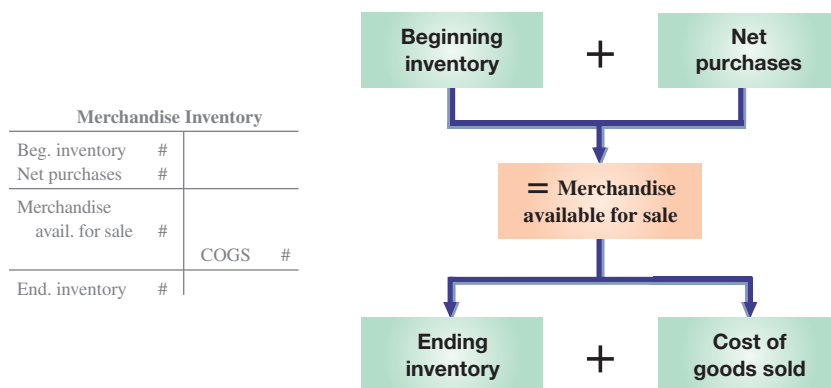 Merchandise Inventory
Beg. inventory #
Net purchases #
Merchandise
avail. for sale #
COGS #
End. inventory #
Beginning
inventory
+
Net
purchases
= Merchandise
available for sale
Ending
inventory
+
Cost of
goods sold